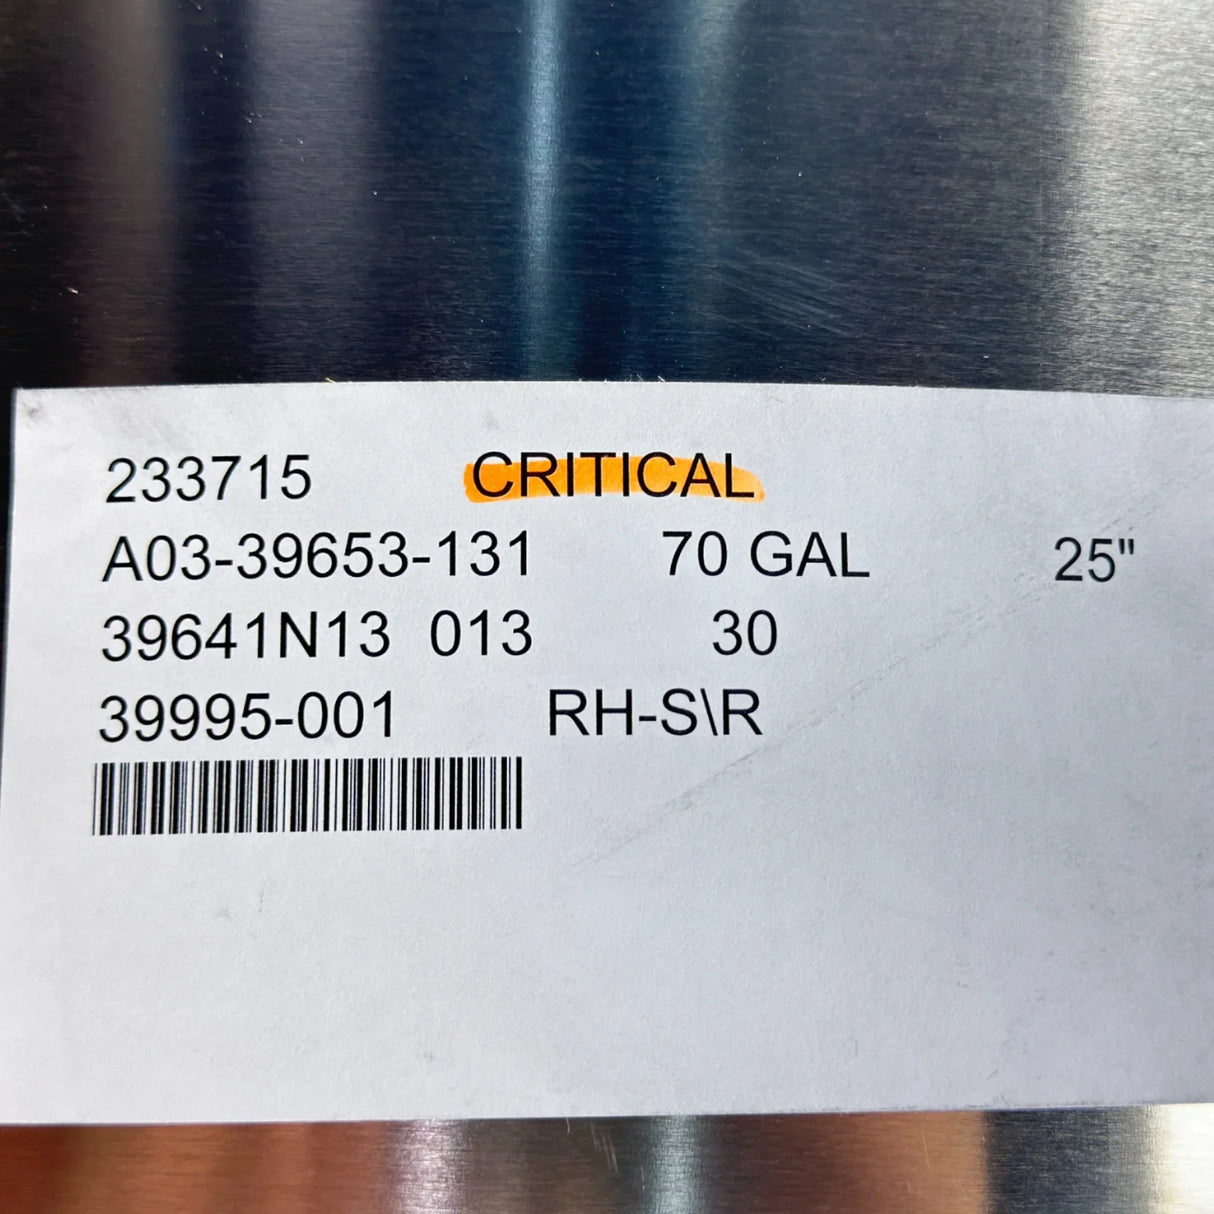 233715 CRITICAL
A03-39653-131 70 GAL 25"
39641N13 013 30
39995-001 RH-S\R